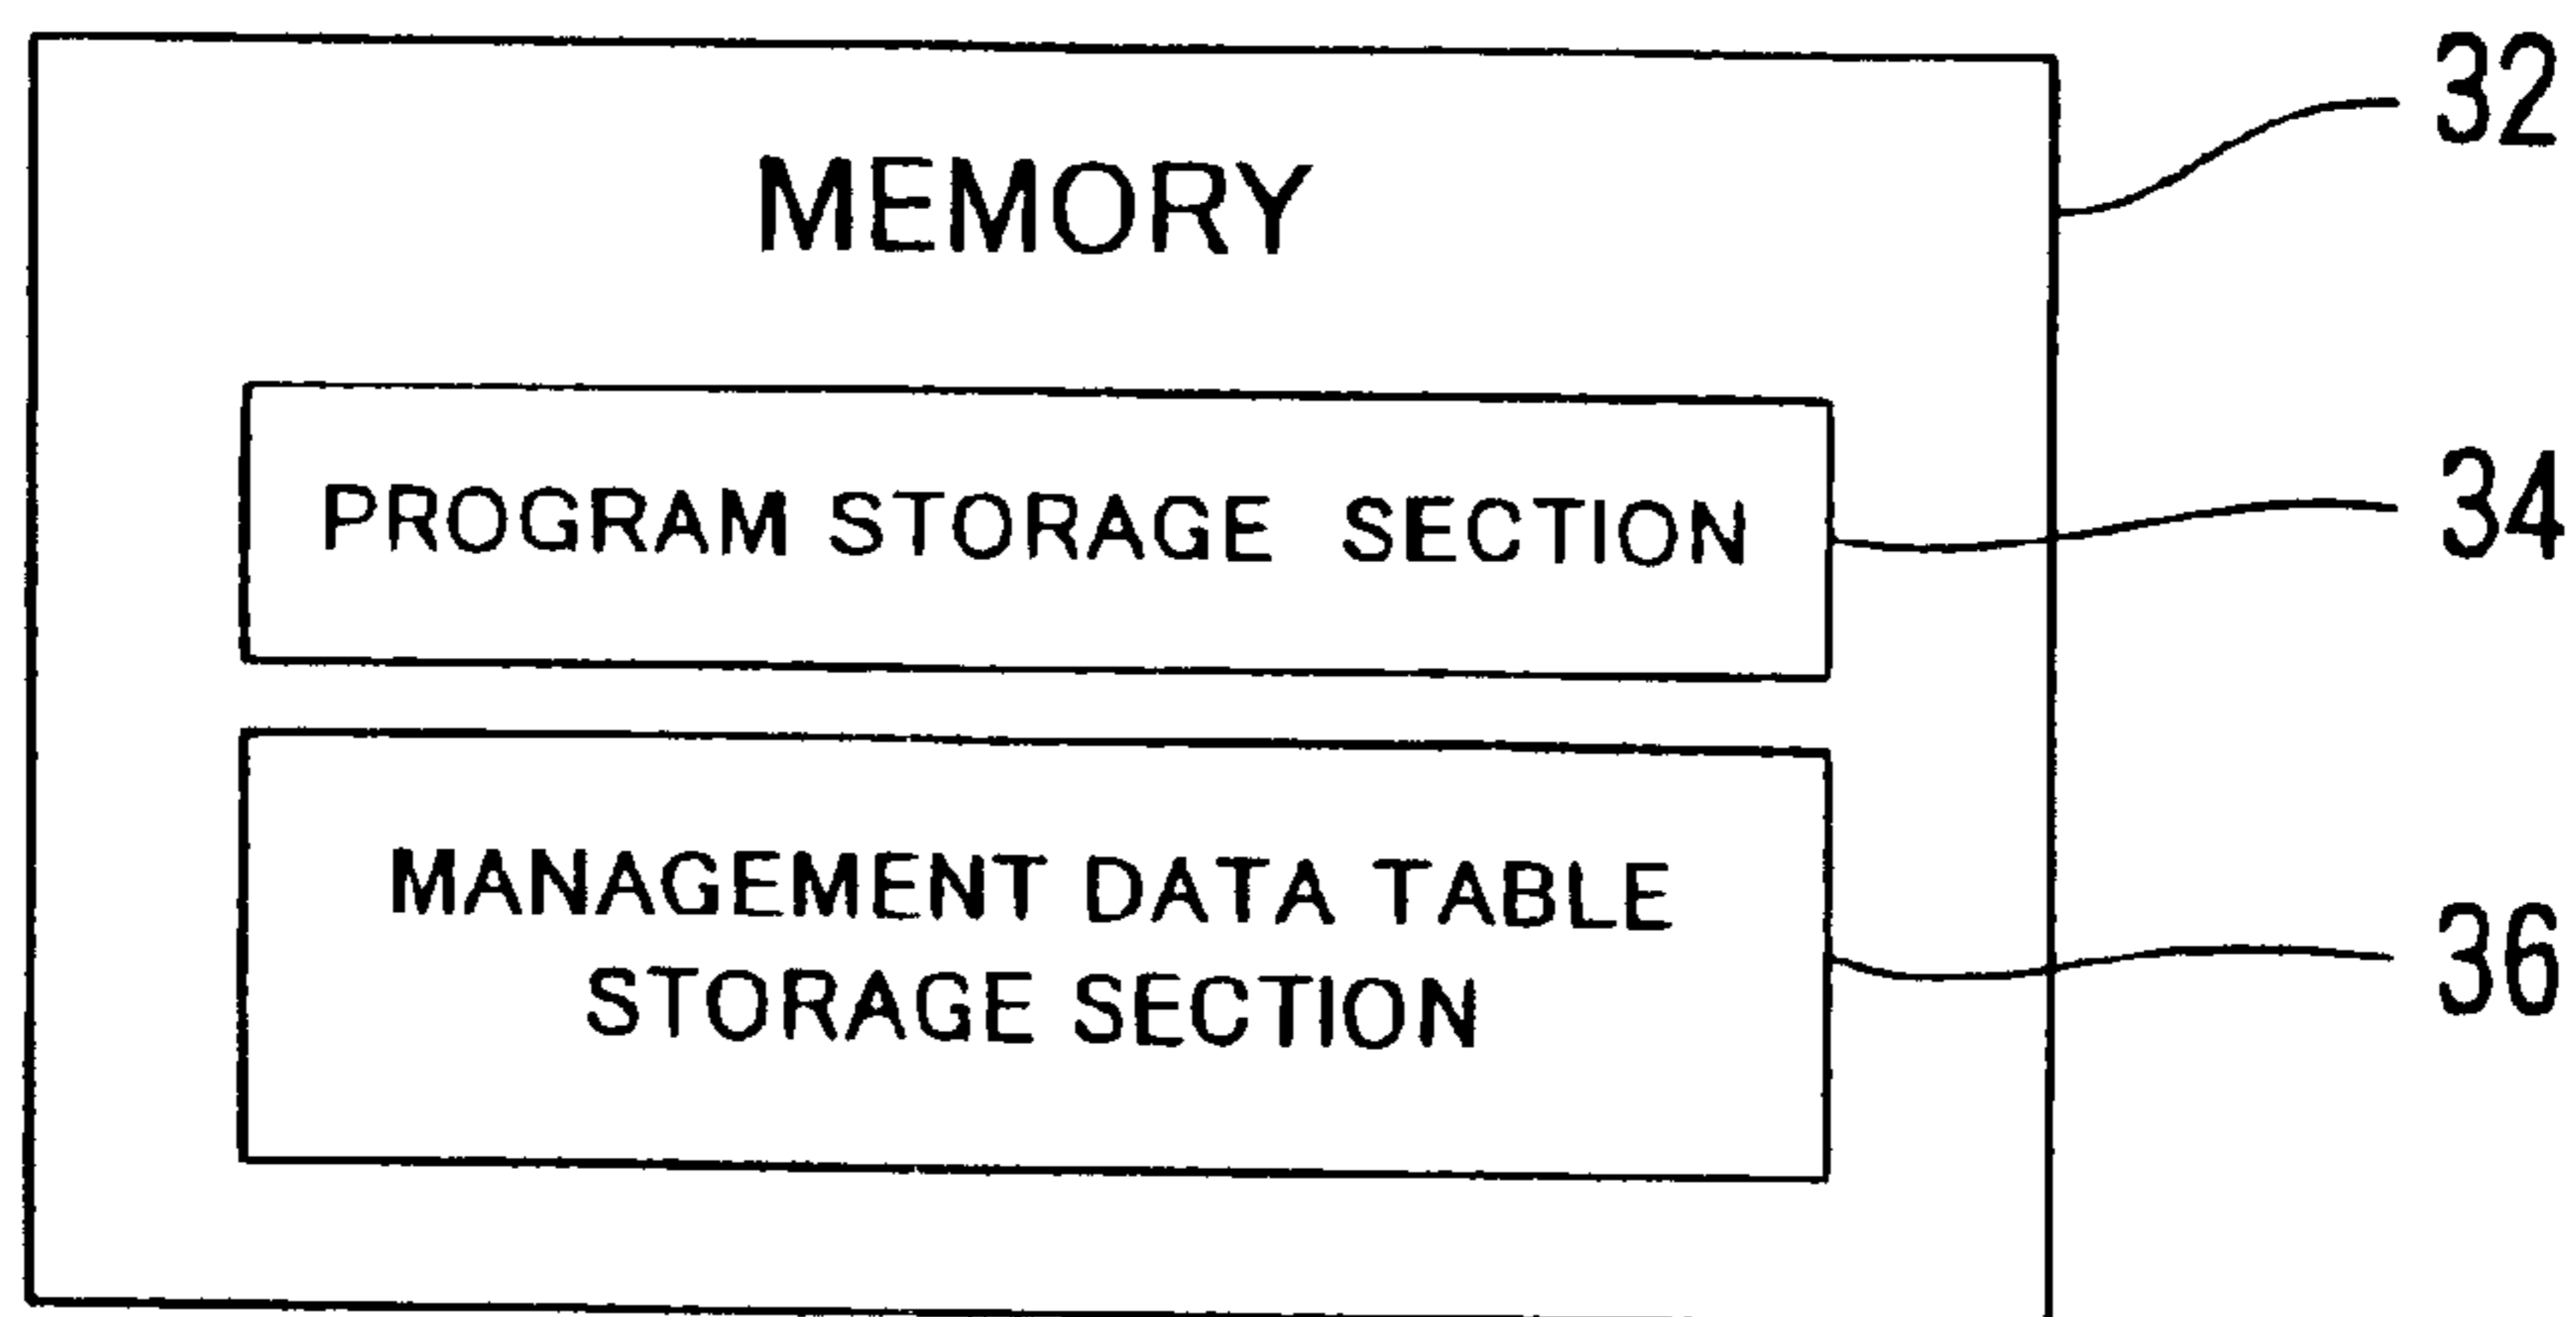 32
MEMORY
34
PROGRAM STORAGE SECTION
36
MANAGEMENT DATA TABLE
STORAGE SECTION